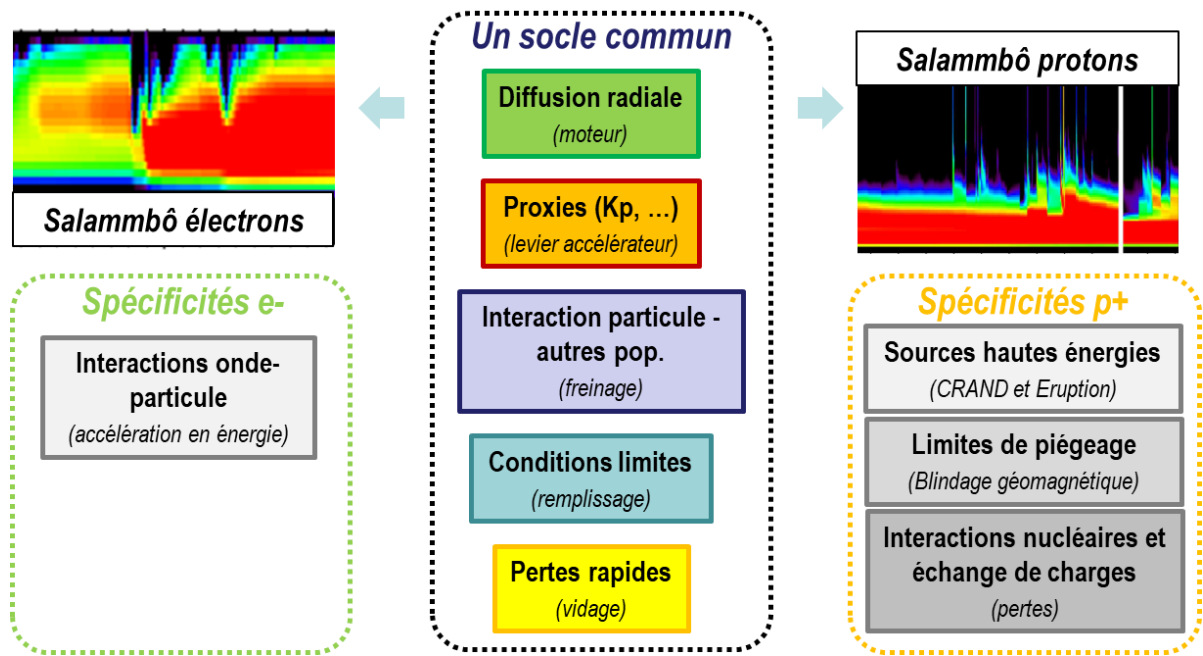 Un socle commun
Diffusion radiale
(moteur)
Proxies (Kp, …)
(levier accélérateur)
Interaction particule -
autres pop.
(freinage)
Conditions limites
(remplissage)
Pertes rapides
(vidage)
Salammbô électrons
Spécificités e-
Interactions onde-
particule
(accélération en énergie)
Salammbô protons
Spécificités p+
Sources hautes énergies
(CRAND et Eruption)
Limites de piégeage
(Blindage géomagnétique)
Interactions nucléaires et
échange de charges
(pertes)